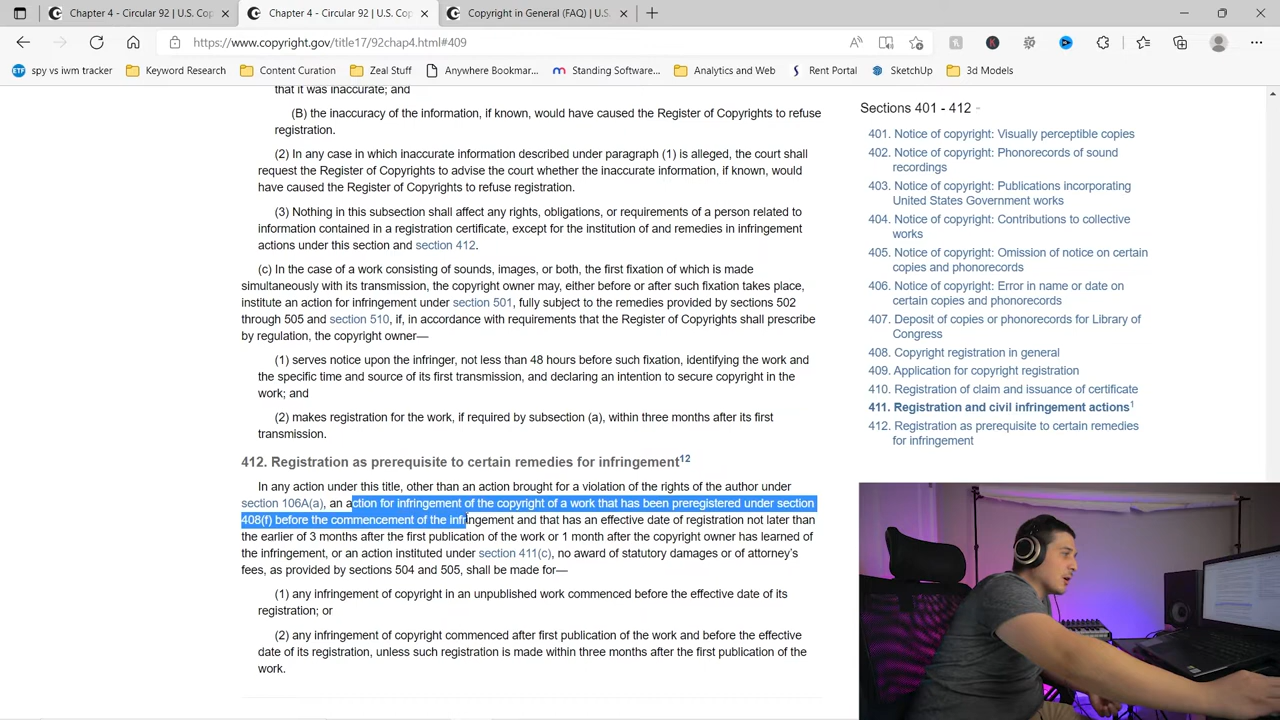 Chapter 4 - Circular 92 | U.S. Cop
Chapter 4 - Circular 92 | U.S. Cop
Copyright in General (FAQ) | U.S.
https://www.copyright.gov/title17/92chap4.html#409
spy vs iwm tracker
Keyword Research
Content Curation
Zeal Stuff
Anywhere Bookmar...
Standing Software...
Analytics and Web
Rent Portal
SketchUp
3d Models
that it was inaccurate; and
(B) the inaccuracy of the information, if known, would have caused the Register of Copyrights to refuse
registration.
(2) In any case in which inaccurate information described under paragraph (1) is alleged, the court shall
request the Register of Copyrights to advise the court whether the inaccurate information, if known, would
have caused the Register of Copyrights to refuse registration.
(3) Nothing in this subsection shall affect any rights, obligations, or requirements of a person related to
information contained in a registration certificate, except for the institution of and remedies in infringement
actions under this section and section 412.
(c) In the case of a work consisting of sounds, images, or both, the first fixation of which is made
simultaneously with its transmission, the copyright owner may, either before or after such fixation takes place,
institute an action for infringement under section 501, fully subject to the remedies provided by sections 502
through 505 and section 510, if, in accordance with requirements that the Register of Copyrights shall prescribe
by regulation, the copyright owner—
(1) serves notice upon the infringer, not less than 48 hours before such fixation, identifying the work and
the specific time and source of its first transmission, and declaring an intention to secure copyright in the
work; and
(2) makes registration for the work, if required by subsection (a), within three months after its first
transmission.
412. Registration as prerequisite to certain remedies for infringement12
In any action under this title, other than an action brought for a violation of the rights of the author under
section 106A(a), an action for infringement of the copyright of a work that has been preregistered under section
408(f) before the commencement of the infringement and that has an effective date of registration not later than
the earlier of 3 months after the first publication of the work or 1 month after the copyright owner has learned of
the infringement, or an action instituted under section 411(c), no award of statutory damages or of attorney's
fees, as provided by sections 504 and 505, shall be made for—
(1) any infringement of copyright in an unpublished work commenced before the effective date of its
registration; or
(2) any infringement of copyright commenced after first publication of the work and before the effective
date of its registration, unless such registration is made within three months after the first publication of the
work.
Sections 401 - 412 -
401. Notice of copyright: Visually perceptible copies
402. Notice of copyright: Phonorecords of sound
recordings
403. Notice of copyright: Publications incorporating
United States Government works
404. Notice of copyright: Contributions to collective
works
405. Notice of copyright: Omission of notice on certain
copies and phonorecords
406. Notice of copyright: Error in name or date on
certain copies and phonorecords
407. Deposit of copies or phonorecords for Library of
Congress
408. Copyright registration in general
409. Application for copyright registration
410. Registration of claim and issuance of certificate
411. Registration and civil infringement actions1
412. Registration as prerequisite to certain remedies
for infringement